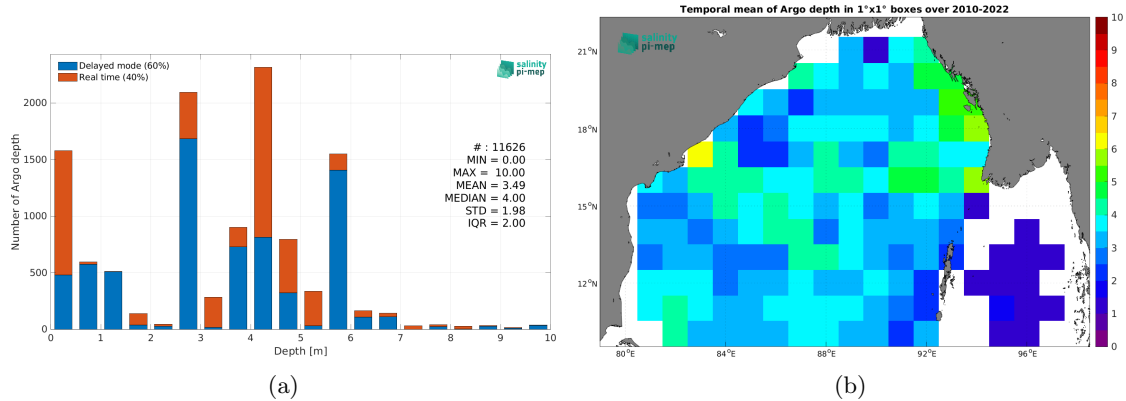 Delayed mode (60%)
Real time (40%)
salinity
pi-mep
# : 11626
MIN = 0.00
MAX = 10.00
MEAN = 3.49
MEDIAN = 4.00
STD = 1.98
IQR = 2.00
Number of Argo depth
2000
1500
1000
500
0
0 1 2 3 4 5 6 7 8 9 10
Depth [m]
(a)
Temporal mean of Argo depth in 1°x1° boxes over 2010-2022
salinity
pi-mep
21°N
18°N
15°N
12°N
80°E 84°E 88°E 92°E 96°E
10
9
8
7
6
5
4
3
2
1
0
(b)